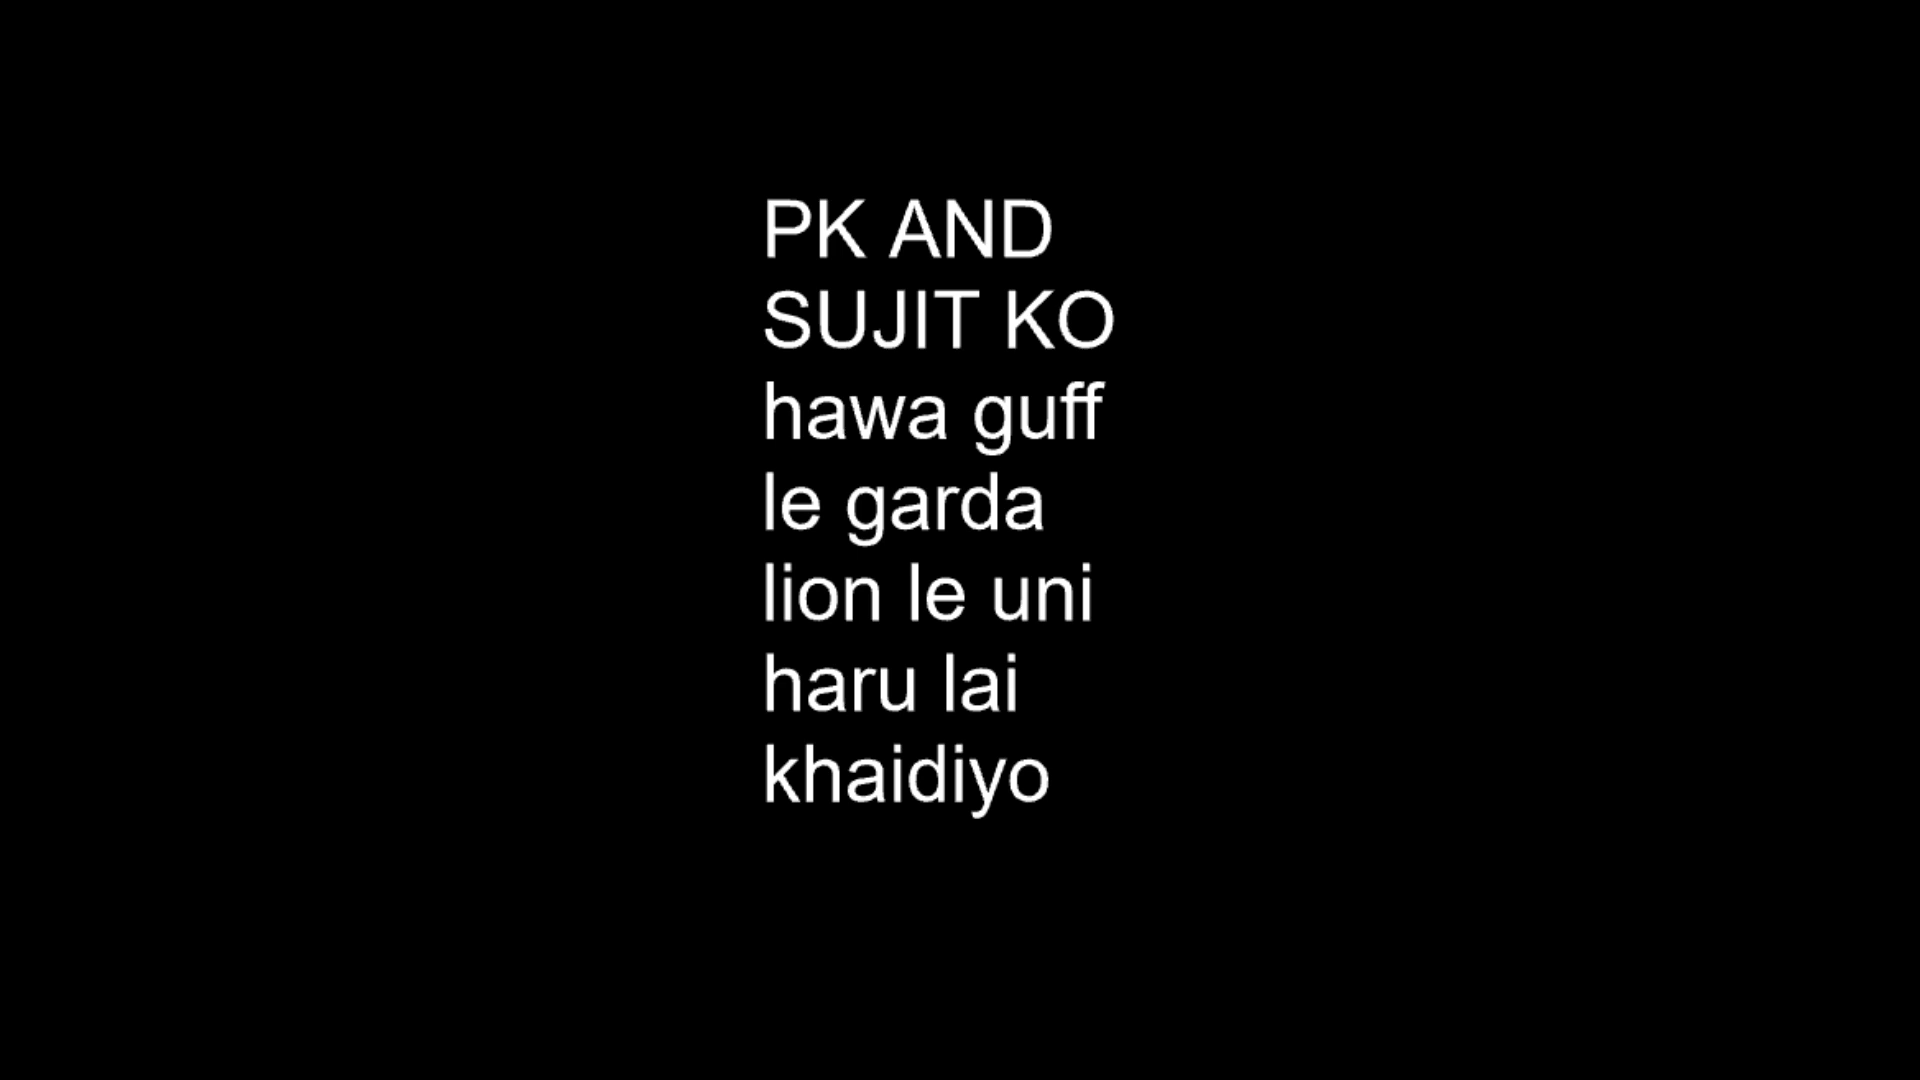 PK AND
SUJIT KO
hawa guff
le garda
lion le uni
haru lai
khaidiyo